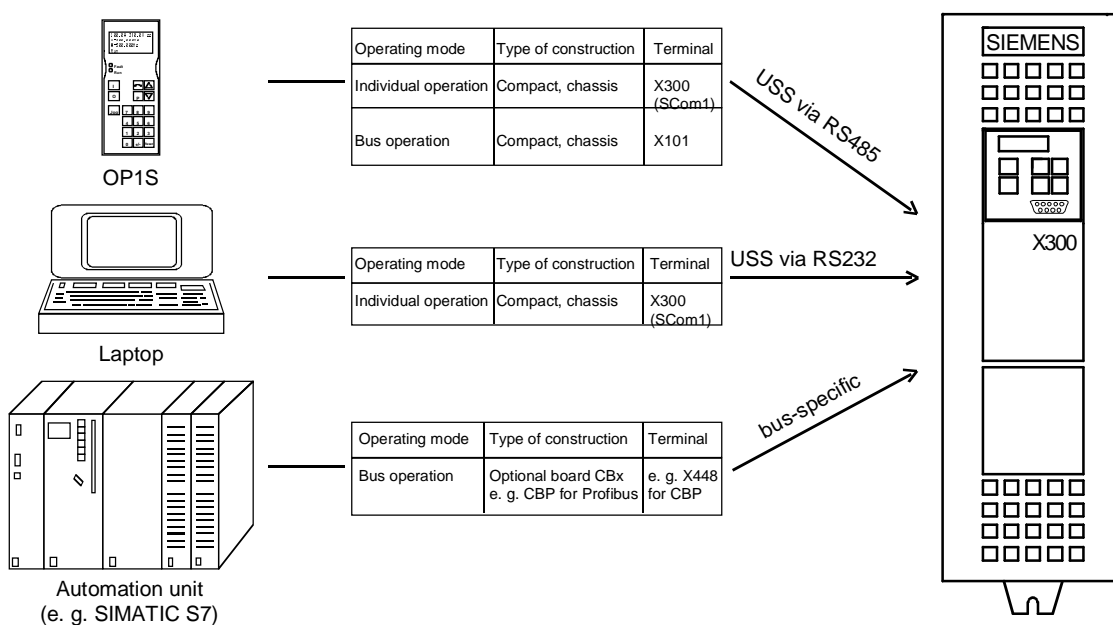 OP1S
Operating mode Type of construction Terminal
Individual operation Compact, chassis X300
(SCom1)
Bus operation Compact, chassis X101
USS via RS485
SIEMENS
X300
Laptop
Operating mode Type of construction Terminal
Individual operation Compact, chassis X300
(SCom1)
USS via RS232
Automation unit
(e. g. SIMATIC S7)
Operating mode Type of construction Terminal
Bus operation Optional board CBx e. g. X448
e. g. CBP for Profibus for CBP
bus-specific